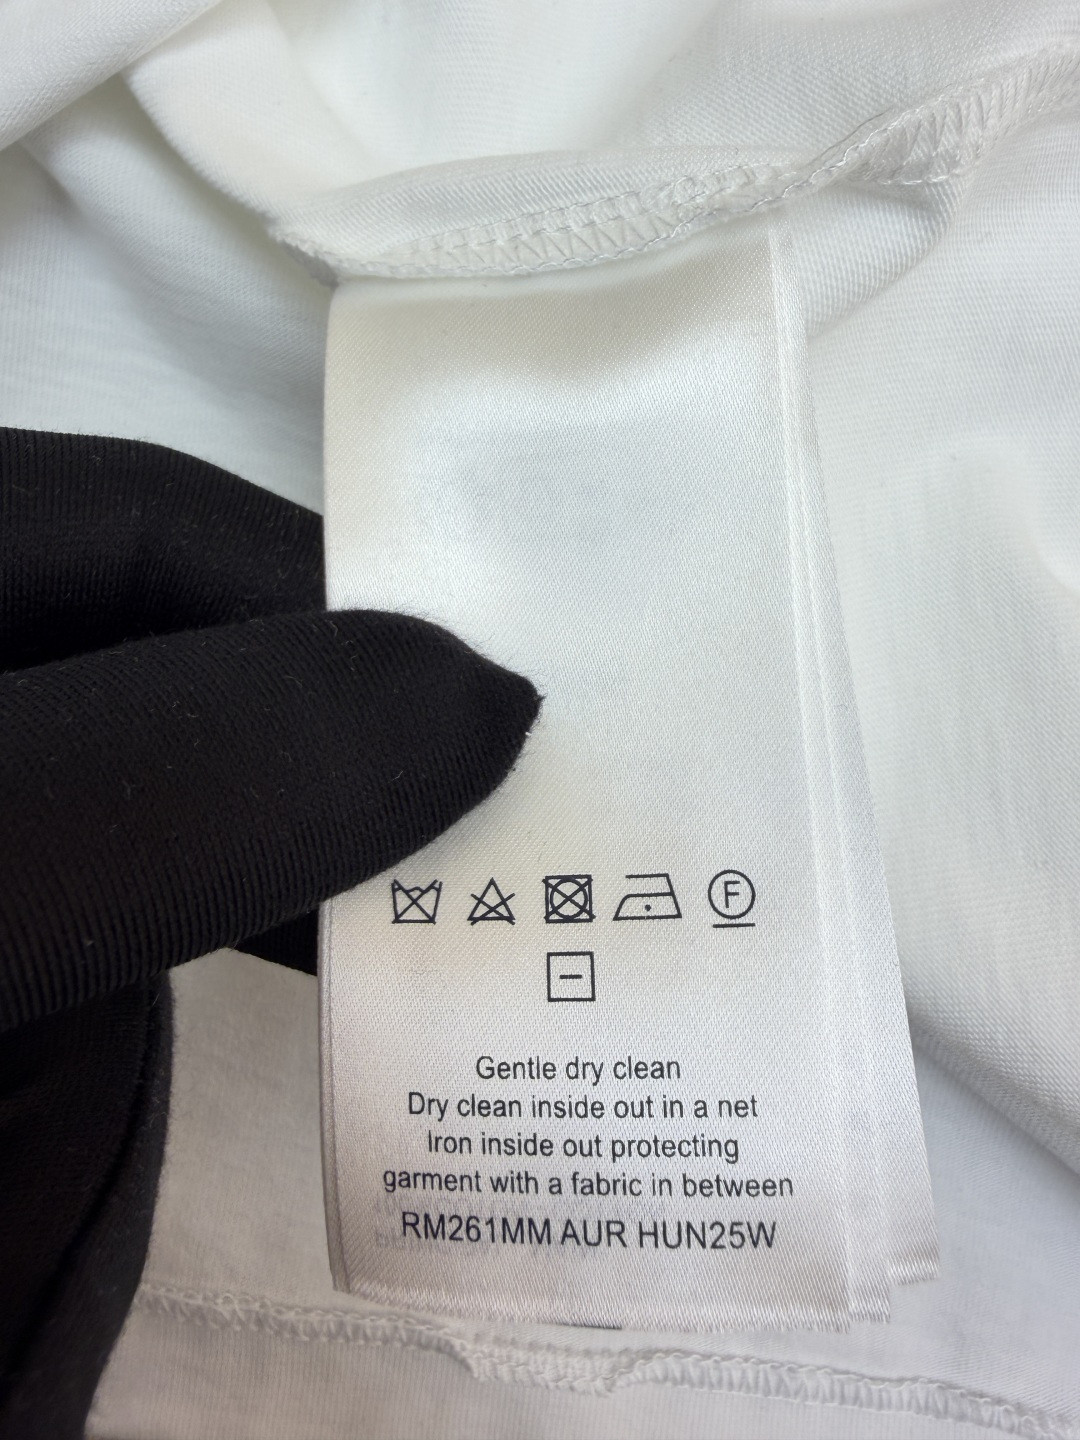 F
Gentle dry clean
Dry clean inside out in a net
Iron inside out protecting
garment with a fabric in between
RM261MM AUR HUN25W